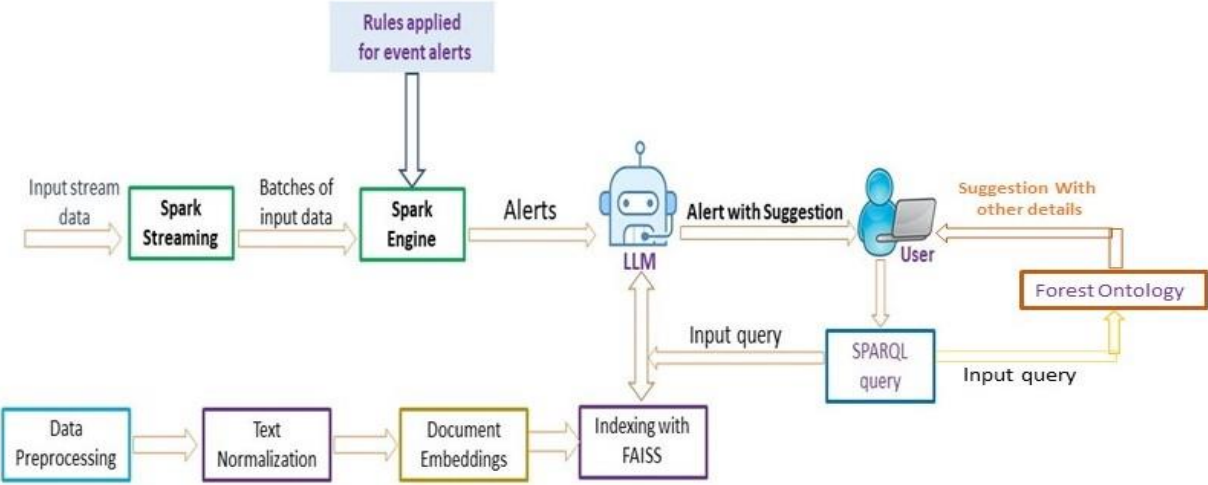 Rules applied
for event alerts
Input stream
data
Spark
Streaming
Batches of
input data
Spark
Engine
Alerts
LLM
Alert with Suggestion
User
Suggestion With
other details
Forest Ontology
Input query
SPARQL
query
Input query
Data
Preprocessing
Text
Normalization
Document
Embeddings
Indexing with
FAISS